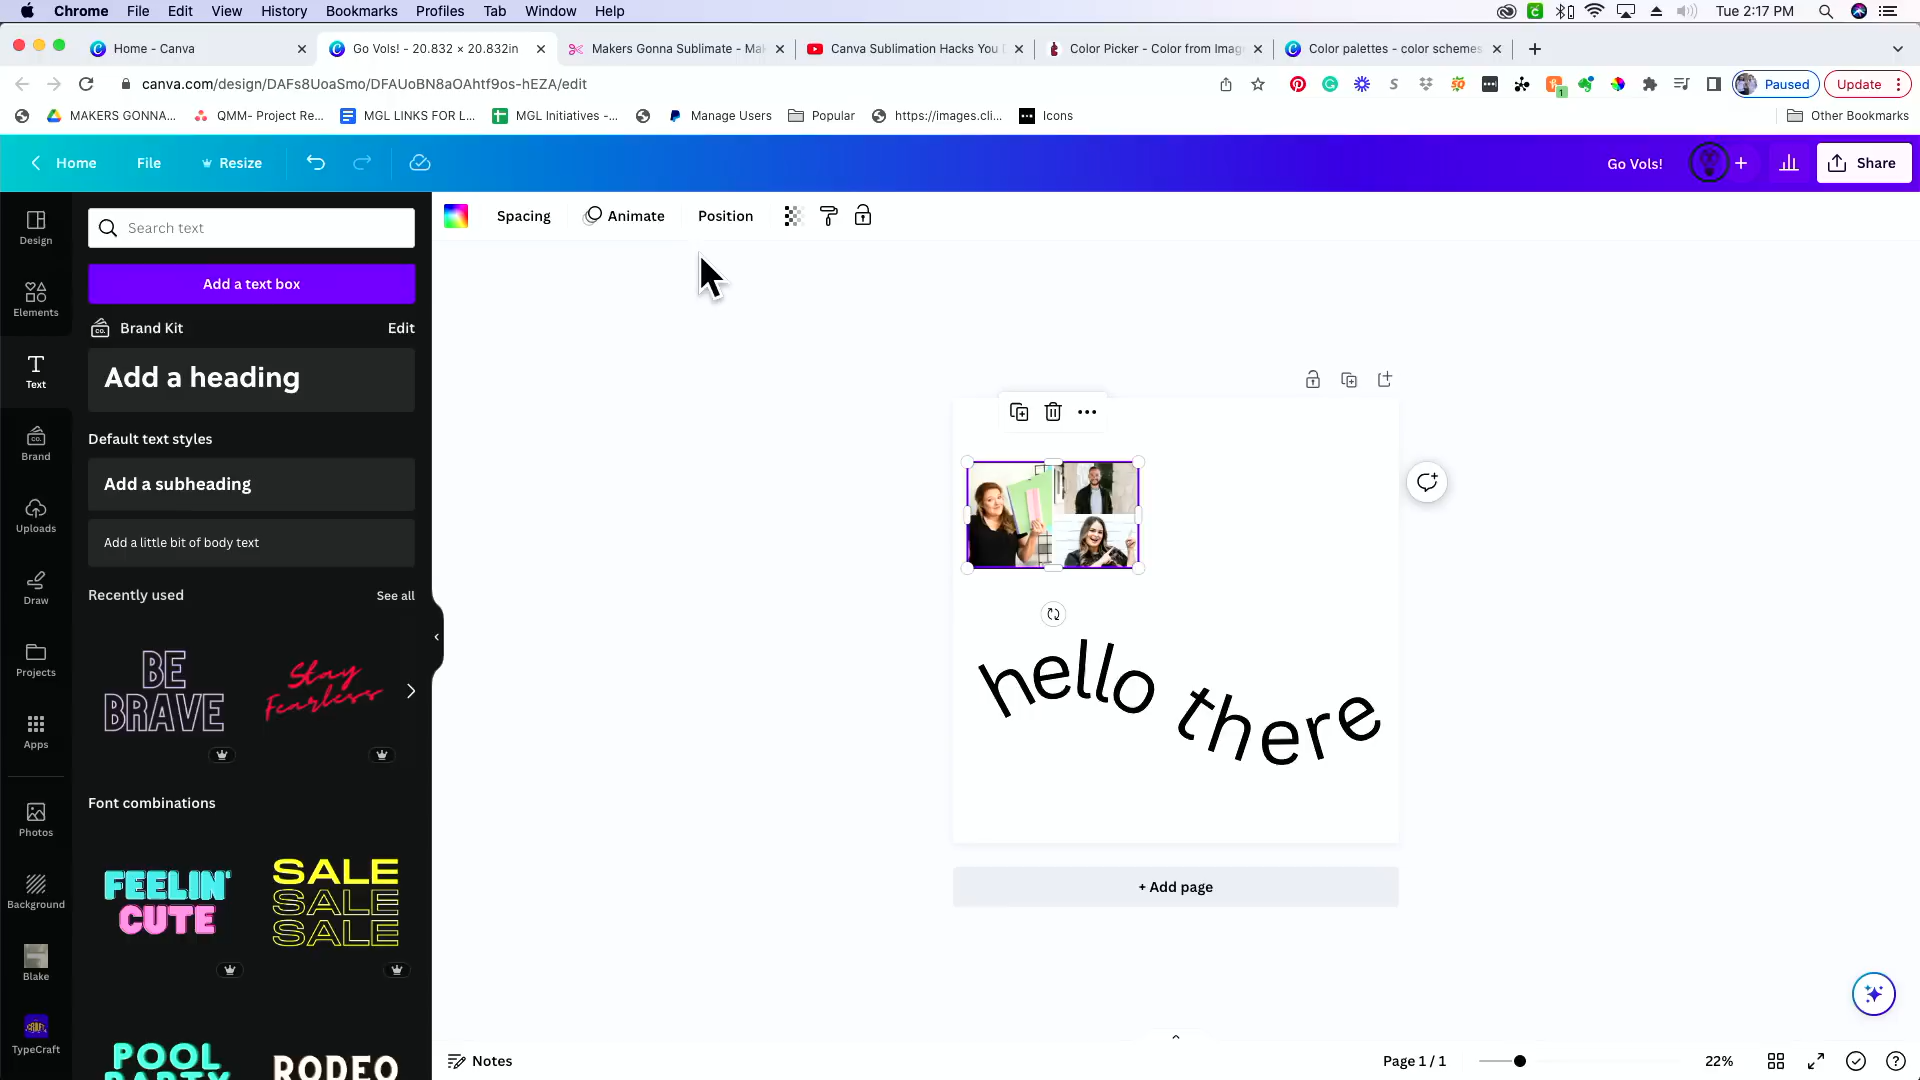 Chrome File Edit View History Bookmarks Profiles Tab Window Help
Tue 2:17 PM
Home - Canva
Go Vols! - 20.832 × 20.832in
Makers Gonna Sublimate - Mak
Canva Sublimation Hacks You
Color Picker - Color from Imag
Color palettes - color schemes
canva.com/design/DAFs8UoaSmo/DFAUoBN8aOAhtf9os-hEZA/edit
1
Paused
Update
MAKERS GONNA...
QMM- Project Re...
MGL LINKS FOR L...
MGL Initiatives -...
Manage Users
Popular
https://images.cli...
Icons
Other Bookmarks
Home
File
Resize
Go Vols!
Share
Spacing
Animate
Position
Design
Elements
Text
Brand
Uploads
Draw
Projects
Apps
Photos
Background
Blake
TypeCraft
Search text
Add a text box
Brand Kit
Edit
Add a heading
Default text styles
Add a subheading
Add a little bit of body text
Recently used
See all
BE
BRAVE
Stay
Fearless
Font combinations
FEELIN'
CUTE
SALE
SALE
SALE
POOL
PARTY
RODEO
hello there
+ Add page
Notes
Page 1 / 1
22%